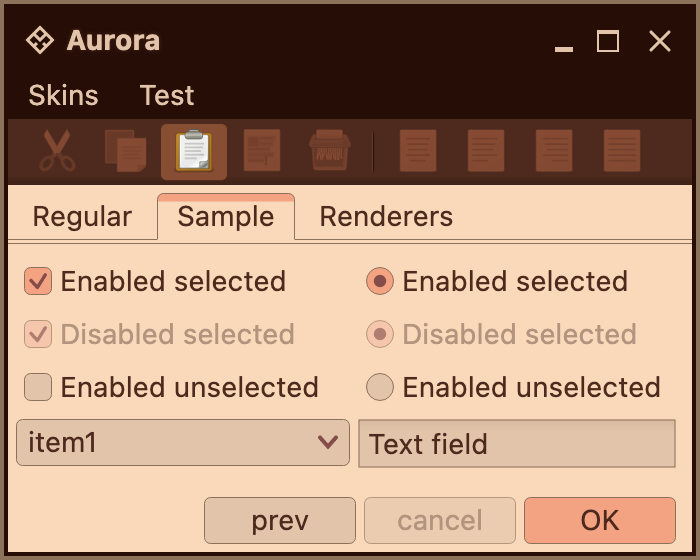 Aurora
Skins Test
Regular Sample Renderers
Enabled selected Enabled selected
Disabled selected Disabled selected
Enabled unselected Enabled unselected
item1 Text field
prev cancel OK